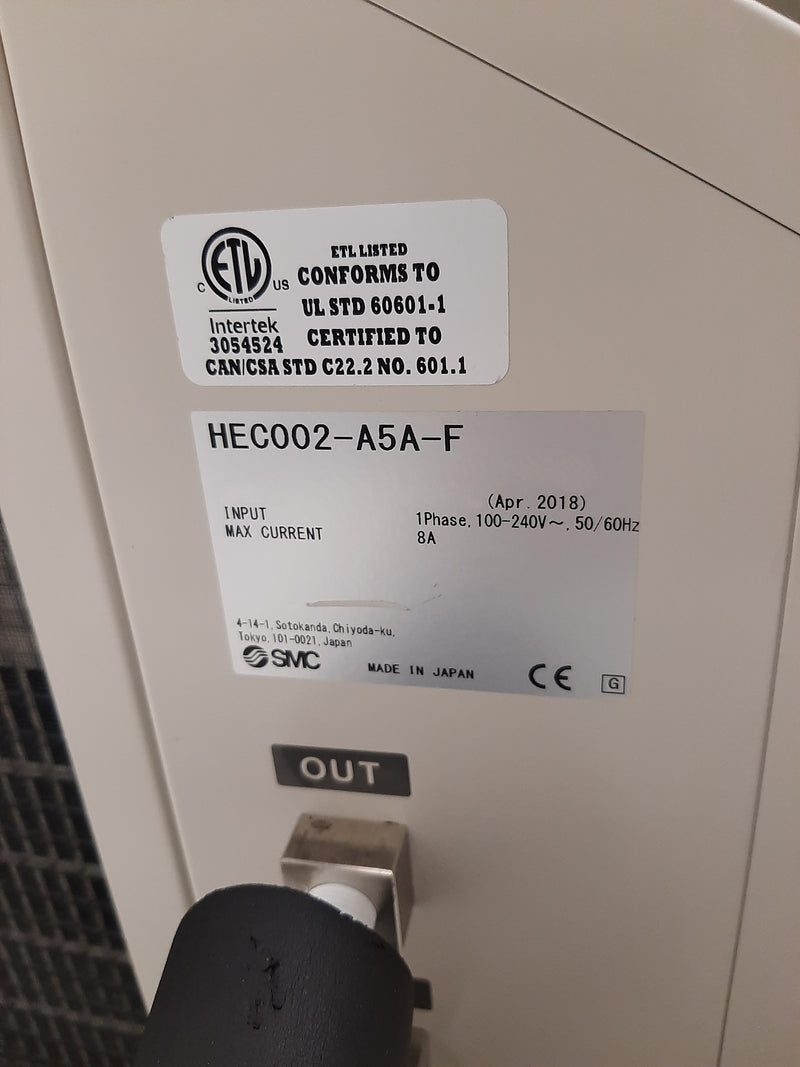 ETL LISTED
CONFORMS TO
UL STD 60601-1
CERTIFIED TO
CAN/CSA STD C22.2 NO. 601.1
C ETL US
LISTED
Intertek
3054524
HEC002-A5A-F
(Apr. 2018)
INPUT 1Phase, 100-240V～, 50/60Hz
MAX CURRENT 8A
4-14-1, Sotokanda, Chiyoda-ku,
Tokyo, 101-0021, Japan
SMC MADE IN JAPAN CE G
OUT